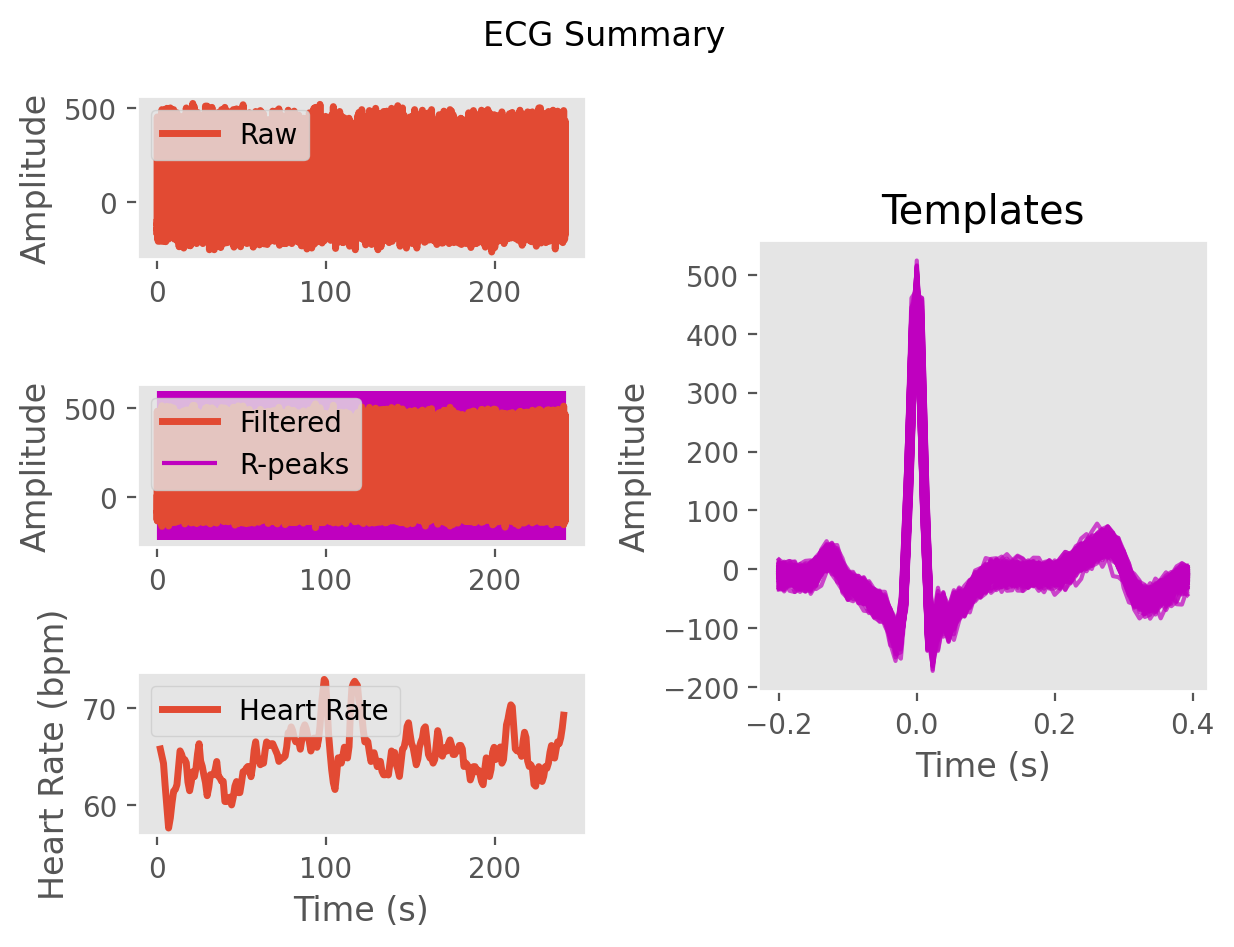 ECG Summary
Amplitude
500
0
Raw
0 100 200
Amplitude
500
0
Filtered
R-peaks
0 100 200
Heart Rate (bpm)
70
60
Heart Rate
0 100 200
Time (s)
Templates
Amplitude
500
400
300
200
100
0
−100
−200
−0.2 0.0 0.2 0.4
Time (s)